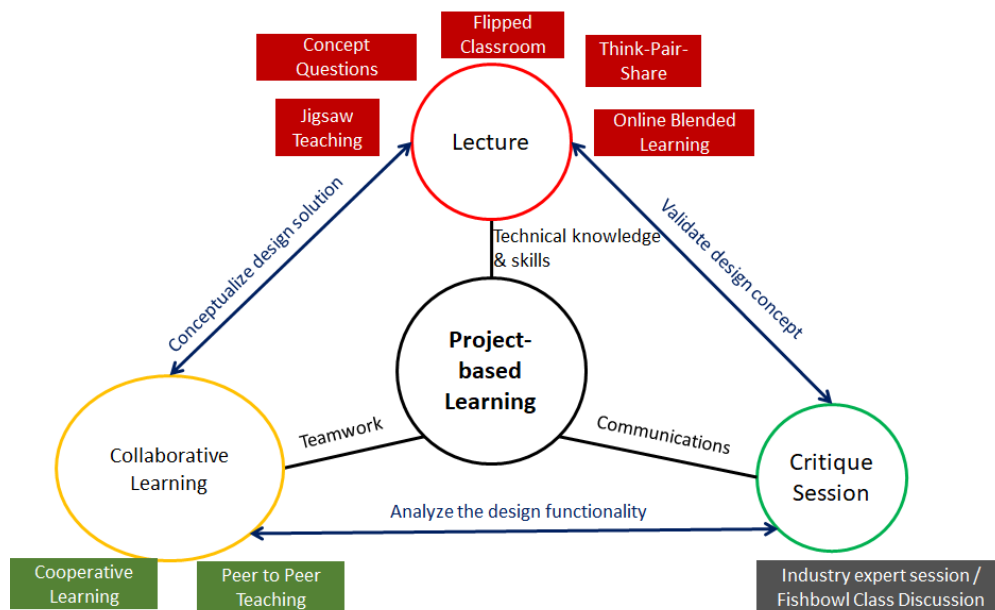 Flipped
Classroom
Concept
Questions
Think-Pair-
Share
Jigsaw
Teaching
Online Blended
Learning
Lecture
Conceptualize design solution
Validate design concept
Technical knowledge
& skills
Project-
based
Learning
Teamwork
Communications
Collaborative
Learning
Critique
Session
Analyze the design functionality
Cooperative
Learning
Peer to Peer
Teaching
Industry expert session /
Fishbowl Class Discussion